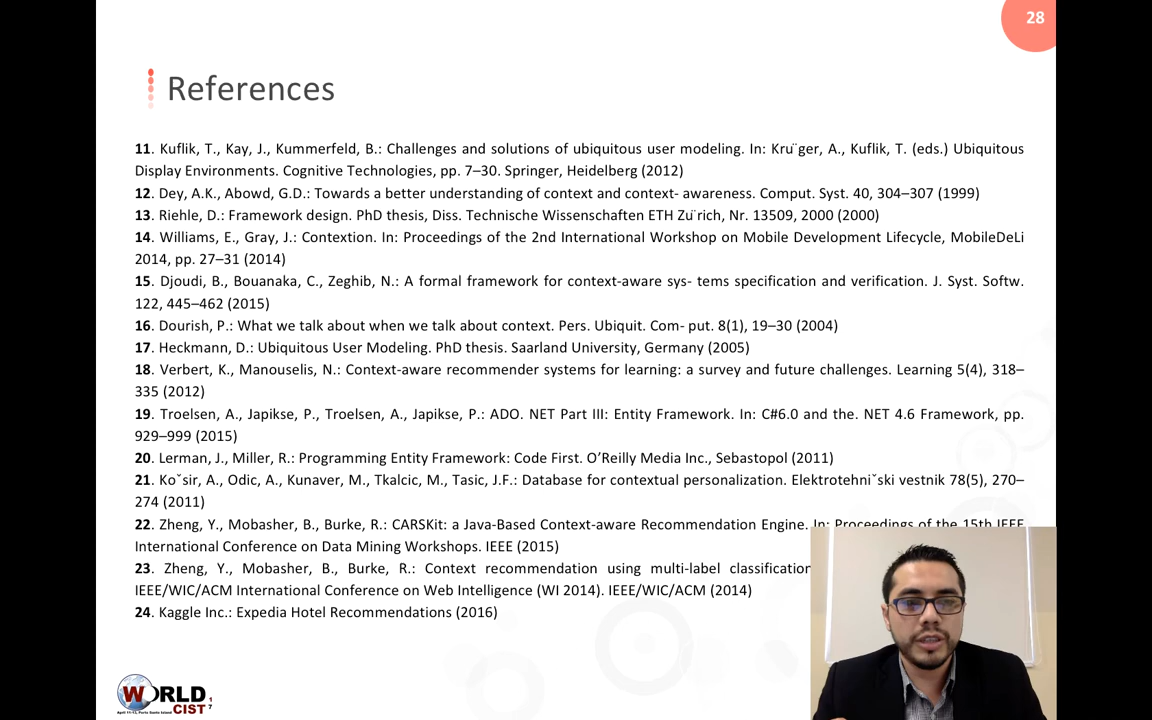 28
References
11. Kuflik, T., Kay, J., Kummerfeld, B.: Challenges and solutions of ubiquitous user modeling. In: Kru¨ger, A., Kuflik, T. (eds.) Ubiquitous
Display Environments. Cognitive Technologies, pp. 7–30. Springer, Heidelberg (2012)
12. Dey, A.K., Abowd, G.D.: Towards a better understanding of context and context- awareness. Comput. Syst. 40, 304–307 (1999)
13. Riehle, D.: Framework design. PhD thesis, Diss. Technische Wissenschaften ETH Zu¨rich, Nr. 13509, 2000 (2000)
14. Williams, E., Gray, J.: Contextion. In: Proceedings of the 2nd International Workshop on Mobile Development Lifecycle, MobileDeLi
2014, pp. 27–31 (2014)
15. Djoudi, B., Bouanaka, C., Zeghib, N.: A formal framework for context-aware sys- tems specification and verification. J. Syst. Softw.
122, 445–462 (2015)
16. Dourish, P.: What we talk about when we talk about context. Pers. Ubiquit. Com- put. 8(1), 19–30 (2004)
17. Heckmann, D.: Ubiquitous User Modeling. PhD thesis. Saarland University, Germany (2005)
18. Verbert, K., Manouselis, N.: Context-aware recommender systems for learning: a survey and future challenges. Learning 5(4), 318–
335 (2012)
19. Troelsen, A., Japikse, P., Troelsen, A., Japikse, P.: ADO. NET Part III: Entity Framework. In: C#6.0 and the. NET 4.6 Framework, pp.
929–999 (2015)
20. Lerman, J., Miller, R.: Programming Entity Framework: Code First. O’Reilly Media Inc., Sebastopol (2011)
21. Koˇsir, A., Odic, A., Kunaver, M., Tkalcic, M., Tasic, J.F.: Database for contextual personalization. Elektrotehniˇski vestnik 78(5), 270–
274 (2011)
22. Zheng, Y., Mobasher, B., Burke, R.: CARSKit: a Java-Based Context-aware Recommendation Engine. In: Proceedings of the 15th IEEE
International Conference on Data Mining Workshops. IEEE (2015)
23. Zheng, Y., Mobasher, B., Burke, R.: Context recommendation using multi-label classification
IEEE/WIC/ACM International Conference on Web Intelligence (WI 2014). IEEE/WIC/ACM (2014)
24. Kaggle Inc.: Expedia Hotel Recommendations (2016)
WORLD
CIST